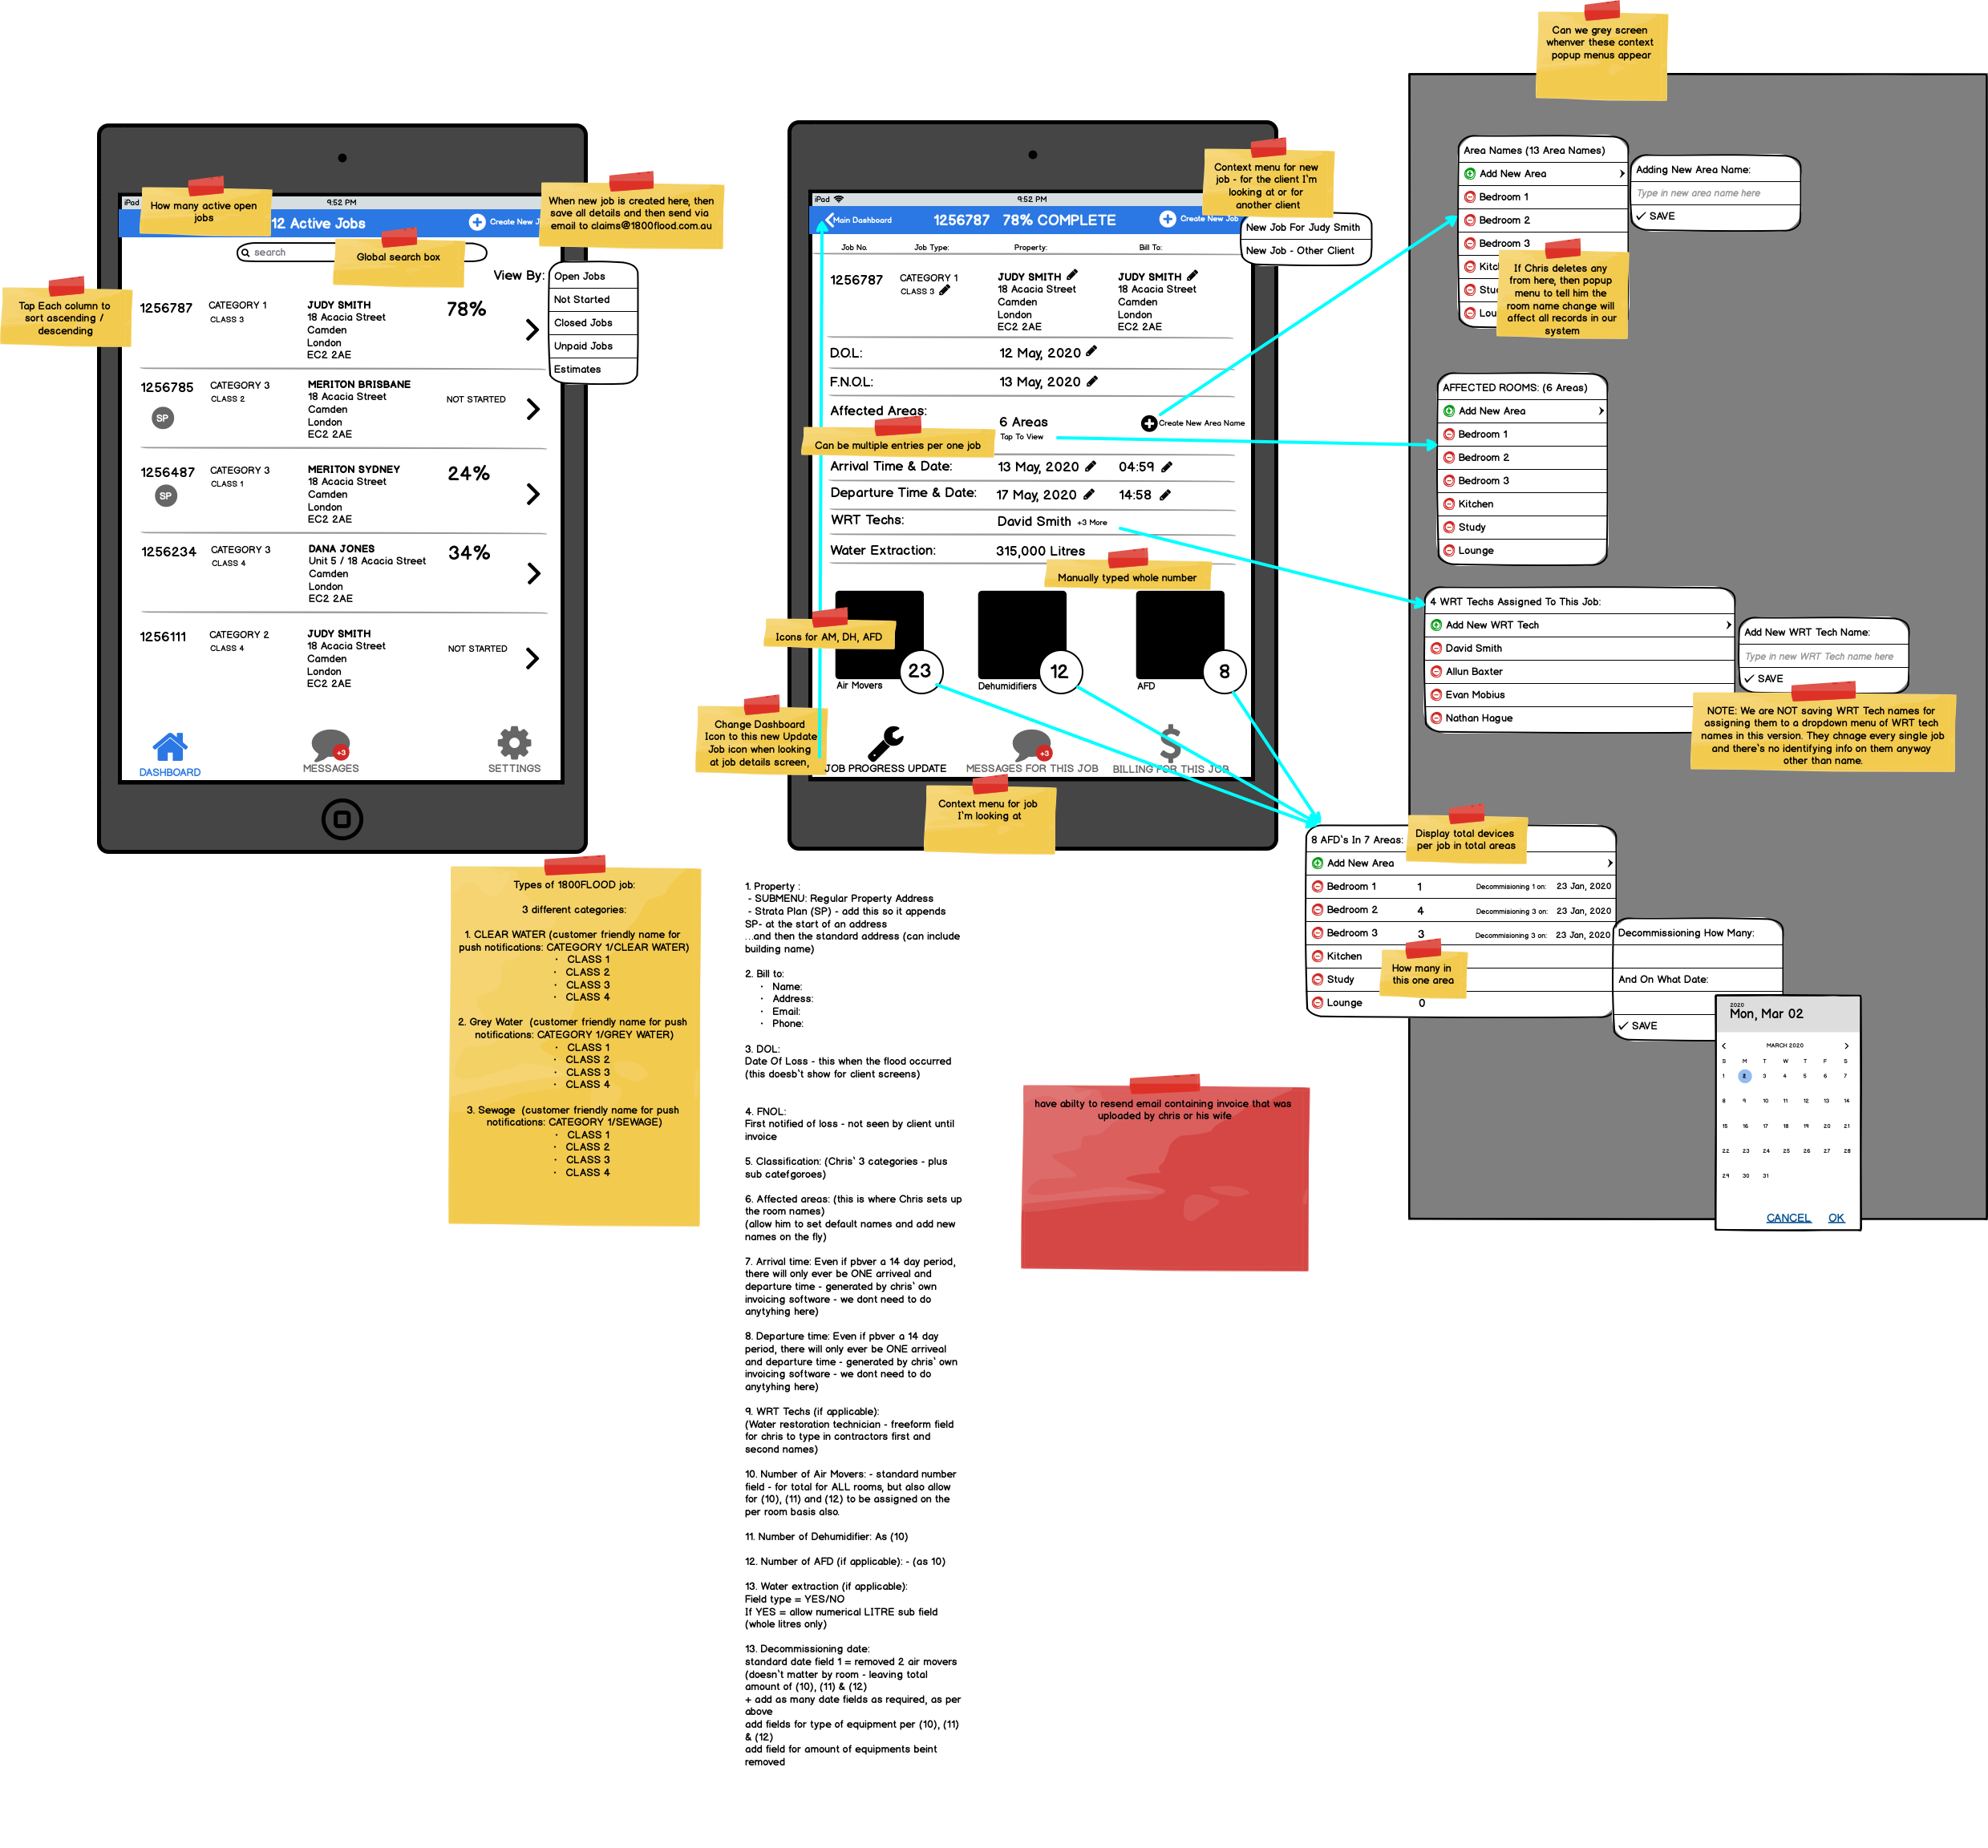 Can we grey screen
whenver these context
popup menus appear
iPad
9:52 PM
How many active open
jobs
12 Active Jobs
Create New J
When new job is created here, then
save all details and then send via
email to claims@1800flood.com.au
search
Global search box
View By:
Open Jobs
Not Started
Closed Jobs
Unpaid Jobs
Estimates
Tap Each column to
sort ascending /
descending
1256787
CATEGORY 1
CLASS 3
JUDY SMITH
18 Acacia Street
Camden
London
EC2 2AE
78%
1256785
SP
CATEGORY 3
CLASS 2
MERITON BRISBANE
18 Acacia Street
Camden
London
EC2 2AE
NOT STARTED
1256487
SP
CATEGORY 3
CLASS 1
MERITON SYDNEY
18 Acacia Street
Camden
London
EC2 2AE
24%
1256234
CATEGORY 3
CLASS 4
DANA JONES
Unit 5 / 18 Acacia Street
Camden
London
EC2 2AE
34%
1256111
CATEGORY 2
CLASS 4
JUDY SMITH
18 Acacia Street
Camden
London
EC2 2AE
NOT STARTED
DASHBOARD
+3
MESSAGES
SETTINGS
Context menu for new
job - for the client I'm
looking at or for
another client
iPad
9:52 PM
Main Dashboard
1256787 78% COMPLETE
Create New Job
New Job For Judy Smith
New Job - Other Client
Job No.
Job Type:
Property:
Bill To:
1256787
CATEGORY 1
CLASS 3
JUDY SMITH
18 Acacia Street
Camden
London
EC2 2AE
JUDY SMITH
18 Acacia Street
Camden
London
EC2 2AE
D.O.L:
12 May, 2020
F.N.O.L:
13 May, 2020
Affected Areas:
6 Areas
Tap To View
Create New Area Name
Can be multiple entries per one job
Arrival Time & Date:
13 May, 2020
04:59
Departure Time & Date:
17 May, 2020
14:58
WRT Techs:
David Smith +3 More
Water Extraction:
315,000 Litres
Manually typed whole number
Icons for AM, DH, AFD
23
Air Movers
12
Dehumidifiers
8
AFD
Change Dashboard
Icon to this new Update
Job icon when looking
at job details screen,
JOB PROGRESS UPDATE
+3
MESSAGES FOR THIS JOB
BILLING FOR THIS JOB
Context menu for job
I'm looking at
Area Names (13 Area Names)
Add New Area
Bedroom 1
Bedroom 2
Bedroom 3
Kitc
Stu
Lou
If Chris deletes any
from here, then popup
menu to tell him the
room name change will
affect all records in our
system
Adding New Area Name:
Type in new area name here
SAVE
AFFECTED ROOMS: (6 Areas)
Add New Area
Bedroom 1
Bedroom 2
Bedroom 3
Kitchen
Study
Lounge
4 WRT Techs Assigned To This Job:
Add New WRT Tech
David Smith
Allun Baxter
Evan Mobius
Nathan Hague
Add New WRT Tech Name:
Type in new WRT Tech name here
SAVE
NOTE: We are NOT saving WRT Tech names for
assigning them to a dropdown menu of WRT tech
names in this version. They chnage every single job
and there's no identifying info on them anyway
other than name.
8 AFD's In 7 Areas:
Display total devices
per job in total areas
Add New Area
Bedroom 1 1 Decommisioning 1 on: 23 Jan, 2020
Bedroom 2 4 Decommisioning 3 on: 23 Jan, 2020
Bedroom 3 3 Decommisioning 3 on: 23 Jan, 2020
Kitchen
Study
Lounge 0
How many in
this one area
Decommissioning How Many:
And On What Date:
SAVE
2020
Mon, Mar 02
MARCH 2020
S M T W T F S
1 2 3 4 5 6 7
8 9 10 11 12 13 14
15 16 17 18 19 20 21
22 23 24 25 26 27 28
29 30 31
CANCEL OK
Types of 1800FLOOD job:
3 different categories:
1. CLEAR WATER (customer friendly name for
push notifications: CATEGORY 1/CLEAR WATER)
· CLASS 1
· CLASS 2
· CLASS 3
· CLASS 4
2. Grey Water (customer friendly name for push
notifications: CATEGORY 1/GREY WATER)
· CLASS 1
· CLASS 2
· CLASS 3
· CLASS 4
3. Sewage (customer friendly name for push
notifications: CATEGORY 1/SEWAGE)
· CLASS 1
· CLASS 2
· CLASS 3
· CLASS 4
1. Property :
- SUBMENU: Regular Property Address
- Strata Plan (SP) - add this so it appends
SP- at the start of an address
...and then the standard address (can include
building name)
2. Bill to:
· Name:
· Address:
· Email:
· Phone:
3. DOL:
Date Of Loss - this when the flood occurred
(this doesb't show for client screens)
4. FNOL:
First notified of loss - not seen by client until
invoice
5. Classification: (Chris' 3 categories - plus
sub catefgoroes)
6. Affected areas: (this is where Chris sets up
the room names)
(allow him to set default names and add new
names on the fly)
7. Arrival time: Even if pbver a 14 day period,
there will only ever be ONE arriveal and
departure time - generated by chris' own
invoicing software - we dont need to do
anytyhing here)
8. Departure time: Even if pbver a 14 day
period, there will only ever be ONE arriveal
and departure time - generated by chris' own
invoicing software - we dont need to do
anytyhing here)
9. WRT Techs (if applicable):
(Water restoration technician - freeform field
for chris to type in contractors first and
second names)
10. Number of Air Movers: - standard number
field - for total for ALL rooms, but also allow
for (10), (11) and (12) to be assigned on the
per room basis also.
11. Number of Dehumidifier: As (10)
12. Number of AFD (if applicable): - (as 10)
13. Water extraction (if applicable):
Field type = YES/NO
If YES = allow numerical LITRE sub field
(whole litres only)
13. Decommissioning date:
standard date field 1 = removed 2 air movers
(doesn't matter by room - leaving total
amount of (10), (11) & (12)
+ add as many date fields as required, as per
above
add fields for type of equipment per (10), (11)
& (12)
add field for amount of equipments beint
removed
have abilty to resend email containing invoice that was
uploaded by chris or his wife